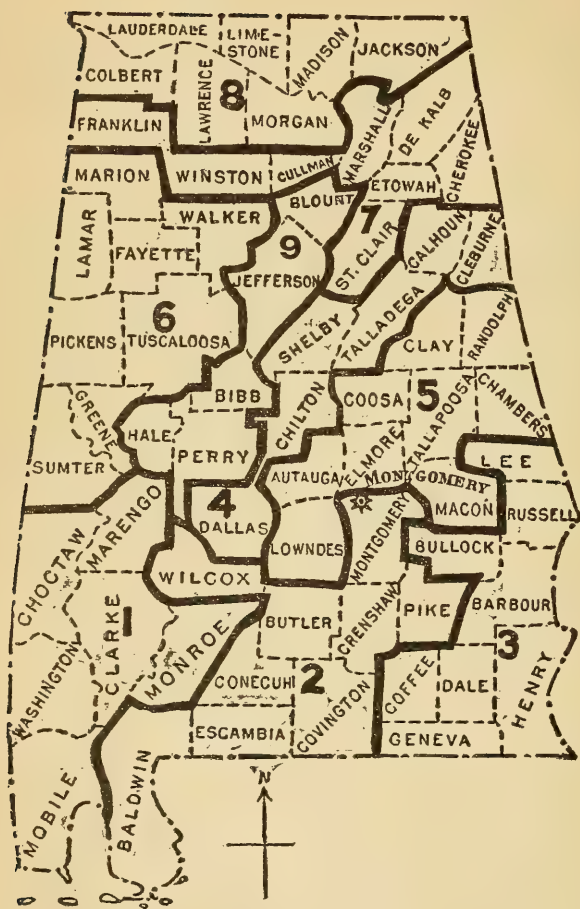 LAUDERDALE
LIME-
STONE
MADISON
JACKSON
COLBERT
LAWRENCE
8
MORGAN
FRANKLIN
MARSHALL
DE KALB
CHEROKEE
MARION
WINSTON
CULLMAN
BLOUNT
ETOWAH
WALKER
7
LAMAR
FAYETTE
9
JEFFERSON
ST. CLAIR
CALHOUN
CLEBURNE
6
PICKENS
TUSCALOOSA
SHELBY
TALLADEGA
CLAY
RANDOLPH
BIBB
CHILTON
COOSA
5
TALLAPOOSA
CHAMBERS
GREEN
HALE
SUMTER
PERRY
AUTAUGA
ELMORE
LEE
MONTGOMERY
MACON
RUSSELL
4
DALLAS
LOWNDES
MONTGOMERY
BULLOCK
CHOCTAW
MARENGO
WILCOX
CLARKE
1
MONROE
BUTLER
CRENSHAW
PIKE
BARBOUR
WASHINGTON
CONECUH
2
COVINGTON
COFFEE
DALE
3
HENRY
ESCAMBIA
GENEVA
MOBILE
BALDWIN
N